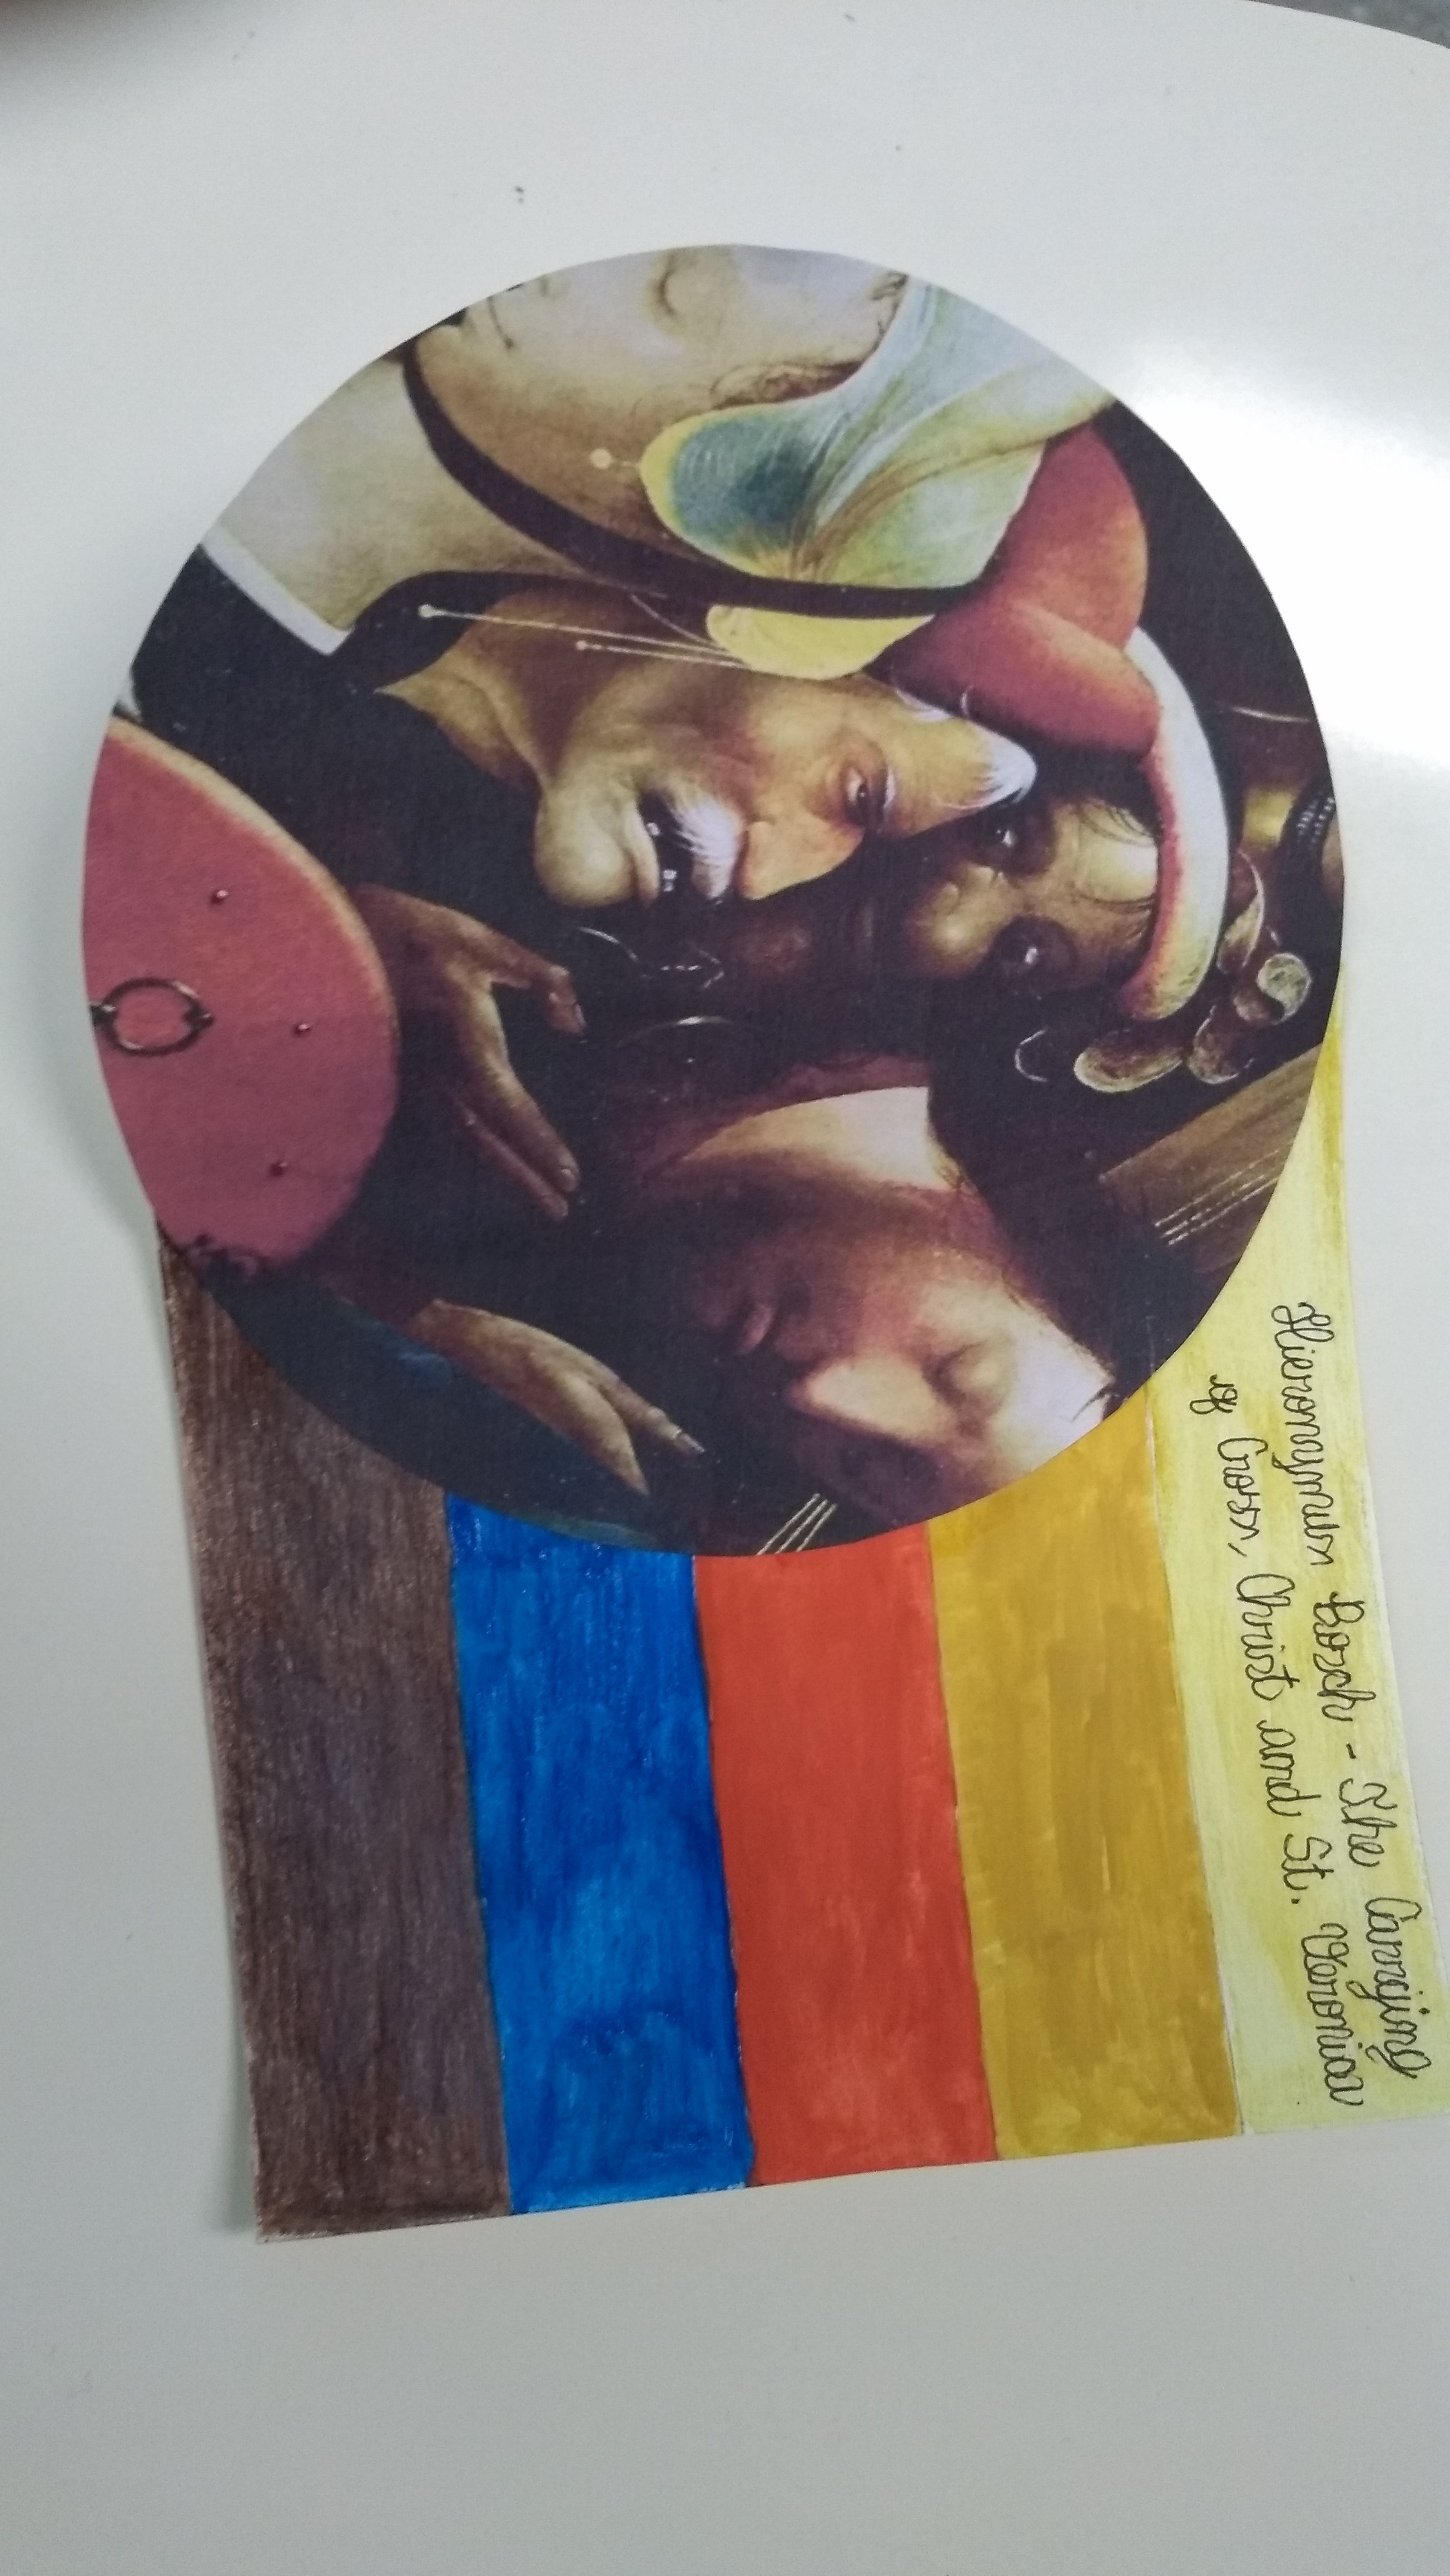 Hieronymus Bosch - The Carrying
of Cross, Christ and St. Veronica